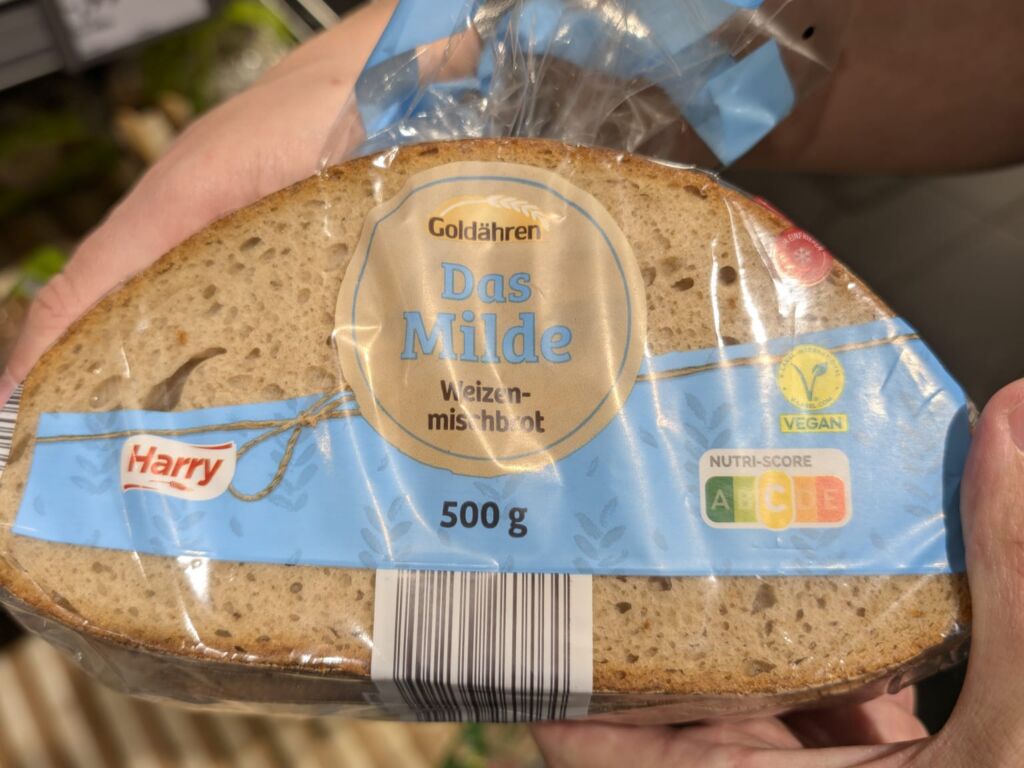 Goldähren
Das
Milde
Weizen-
mischbrot
Harry
500 g
VEGAN
NUTRI-SCORE
A B C D E